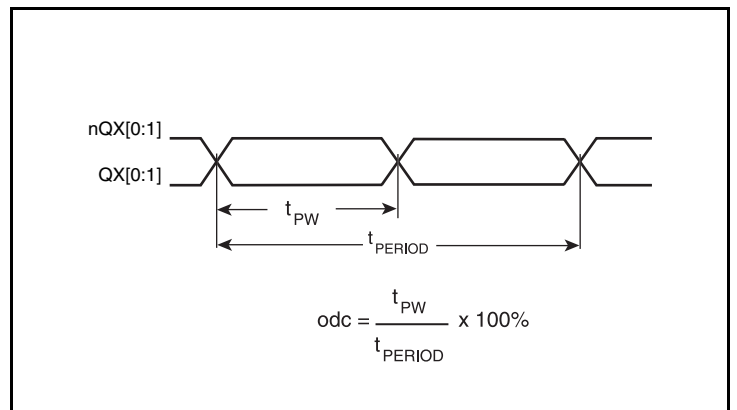 nQX[0:1]
QX[0:1]
tPW
tPERIOD
odc = tPW / tPERIOD x 100%